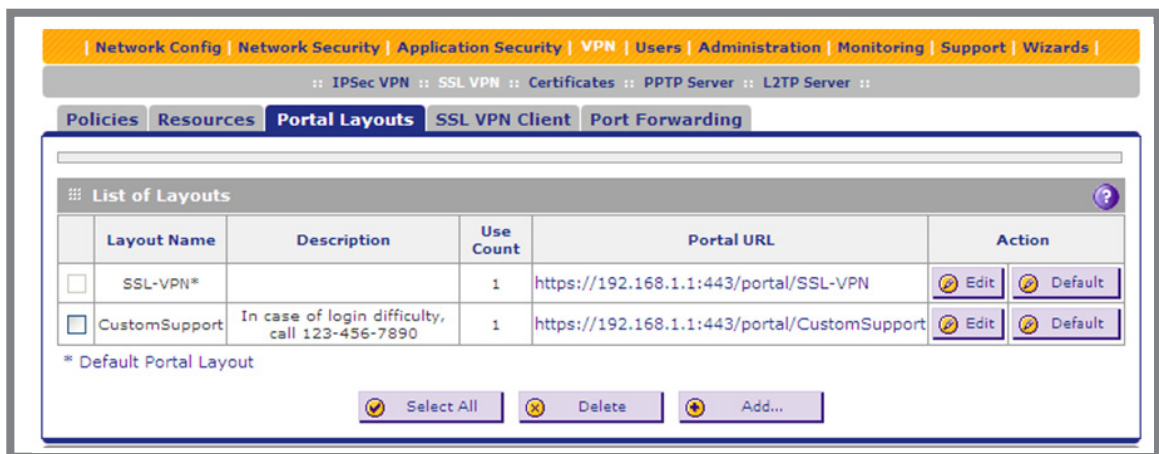 | Network Config | Network Security | Application Security | VPN | Users | Administration | Monitoring | Support | Wizards |
:: IPSec VPN :: SSL VPN :: Certificates :: PPTP Server :: L2TP Server ::
Policies Resources Portal Layouts SSL VPN Client Port Forwarding
List of Layouts ?
Layout Name Description Use Count Portal URL Action
SSL-VPN* 1 https://192.168.1.1:443/portal/SSL-VPN Edit Default
CustomSupport In case of login difficulty, call 123-456-7890 1 https://192.168.1.1:443/portal/CustomSupport Edit Default
* Default Portal Layout
Select All Delete Add...